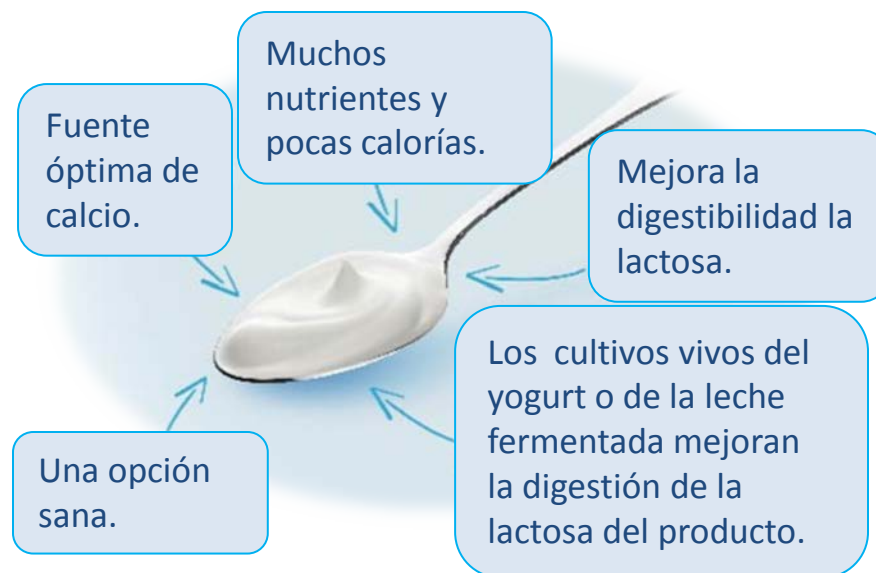 Muchos
nutrientes y
pocas calorías.
Fuente
óptima de
calcio.
Mejora la
digestibilidad la
lactosa.
Los cultivos vivos del
yogurt o de la leche
fermentada mejoran
la digestión de la
lactosa del producto.
Una opción
sana.